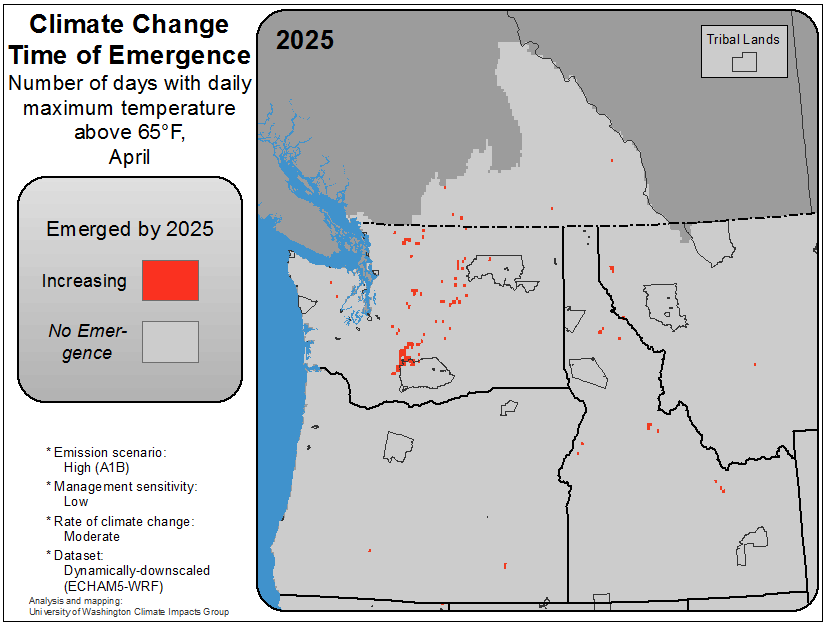 Climate Change
Time of Emergence
Number of days with daily
maximum temperature
above 65°F,
April
Emerged by 2025
Increasing
No Emer-
gence
* Emission scenario:
High (A1B)
* Management sensitivity:
Low
* Rate of climate change:
Moderate
* Dataset:
Dynamically-downscaled
(ECHAM5-WRF)
Analysis and mapping:
University of Washington Climate Impacts Group
2025
Tribal Lands